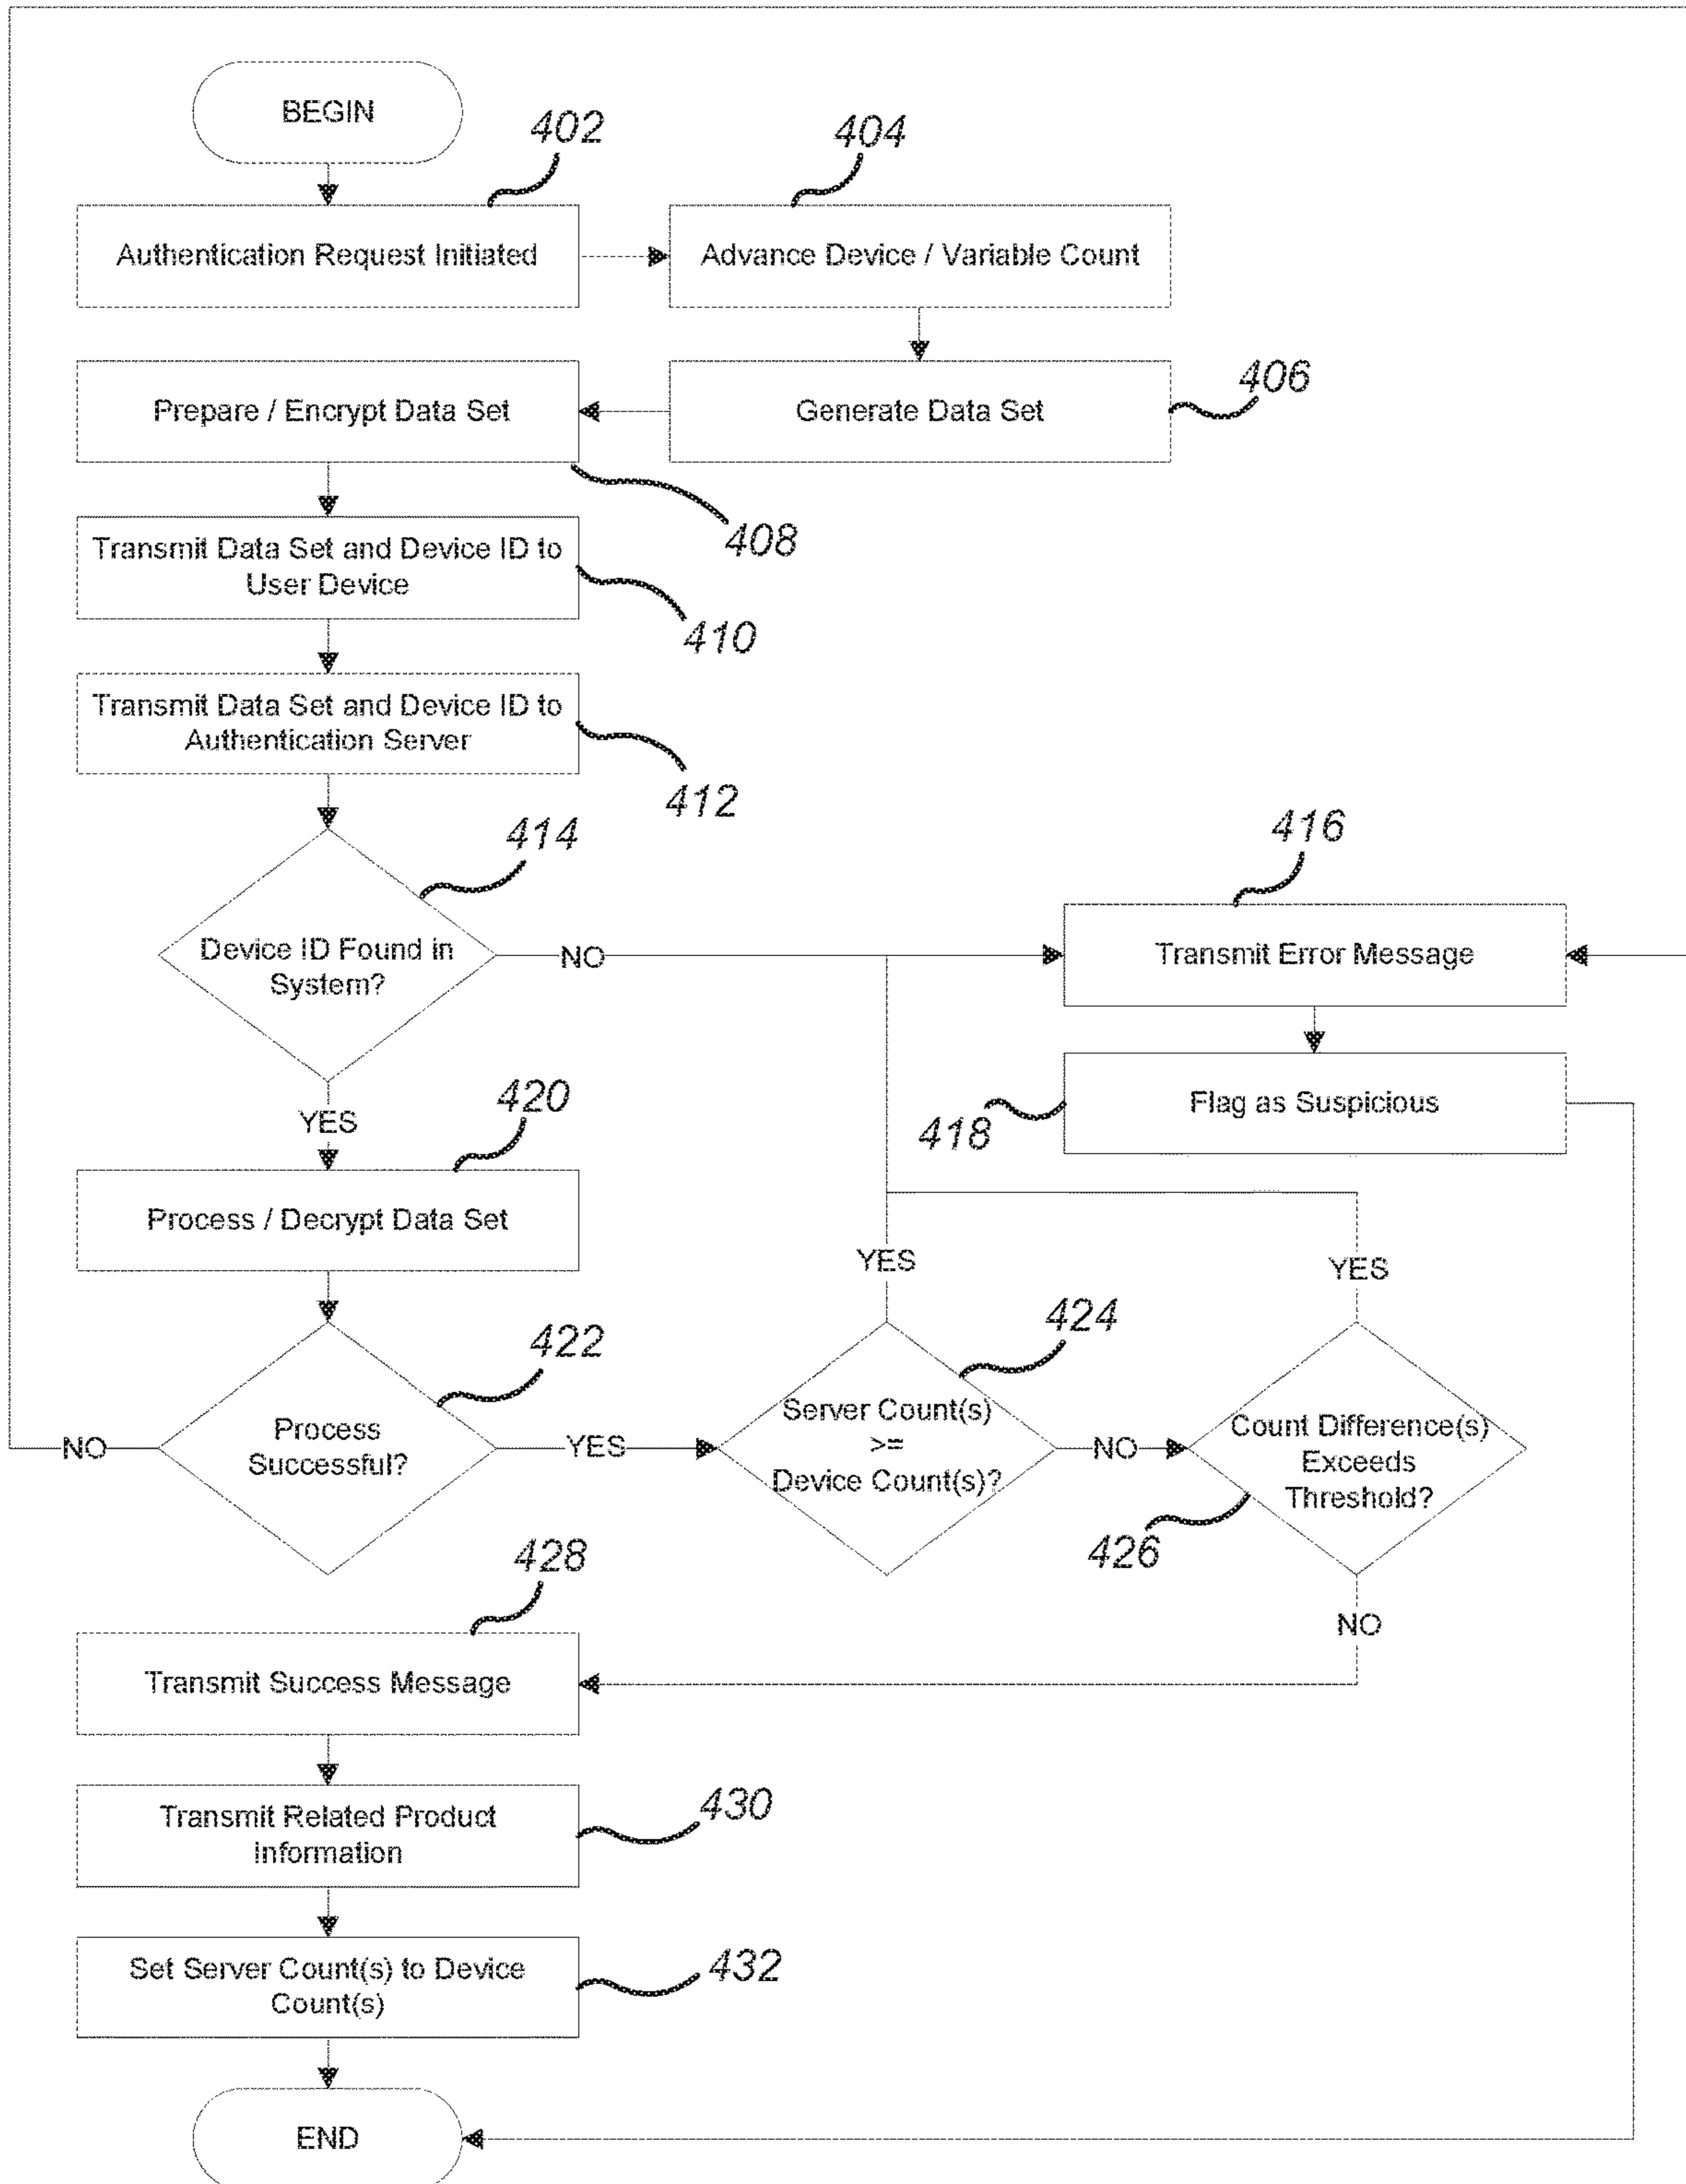 BEGIN
402
404
Authentication Request Initiated
Advance Device / Variable Count
Prepare / Encrypt Data Set
Generate Data Set
406
408
Transmit Data Set and Device ID to
User Device
410
Transmit Data Set and Device ID to
Authentication Server
412
414
416
Device ID Found in
System?
NO
Transmit Error Message
YES
420
418
Flag as Suspicious
Process / Decrypt Data Set
YES
YES
422
424
NO
Process
Successful?
YES
Server Count(s)
>=
Device Count(s)?
NO
Count Difference(s)
Exceeds
Threshold?
426
428
NO
Transmit Success Message
Transmit Related Product
Information
430
Set Server Count(s) to Device
Count(s)
432
END